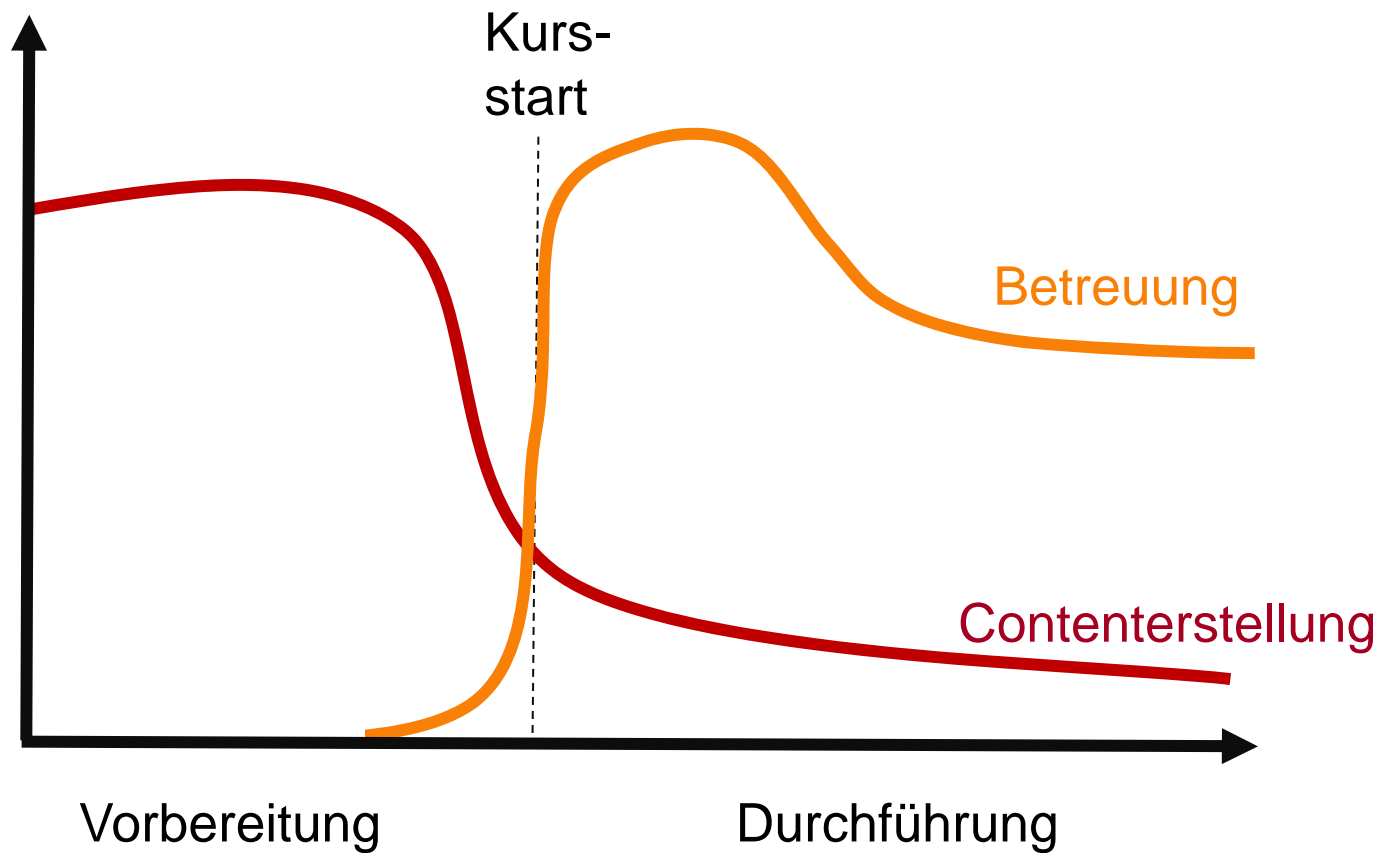 Kurs-
start
Betreuung
Contenterstellung
Vorbereitung
Durchführung